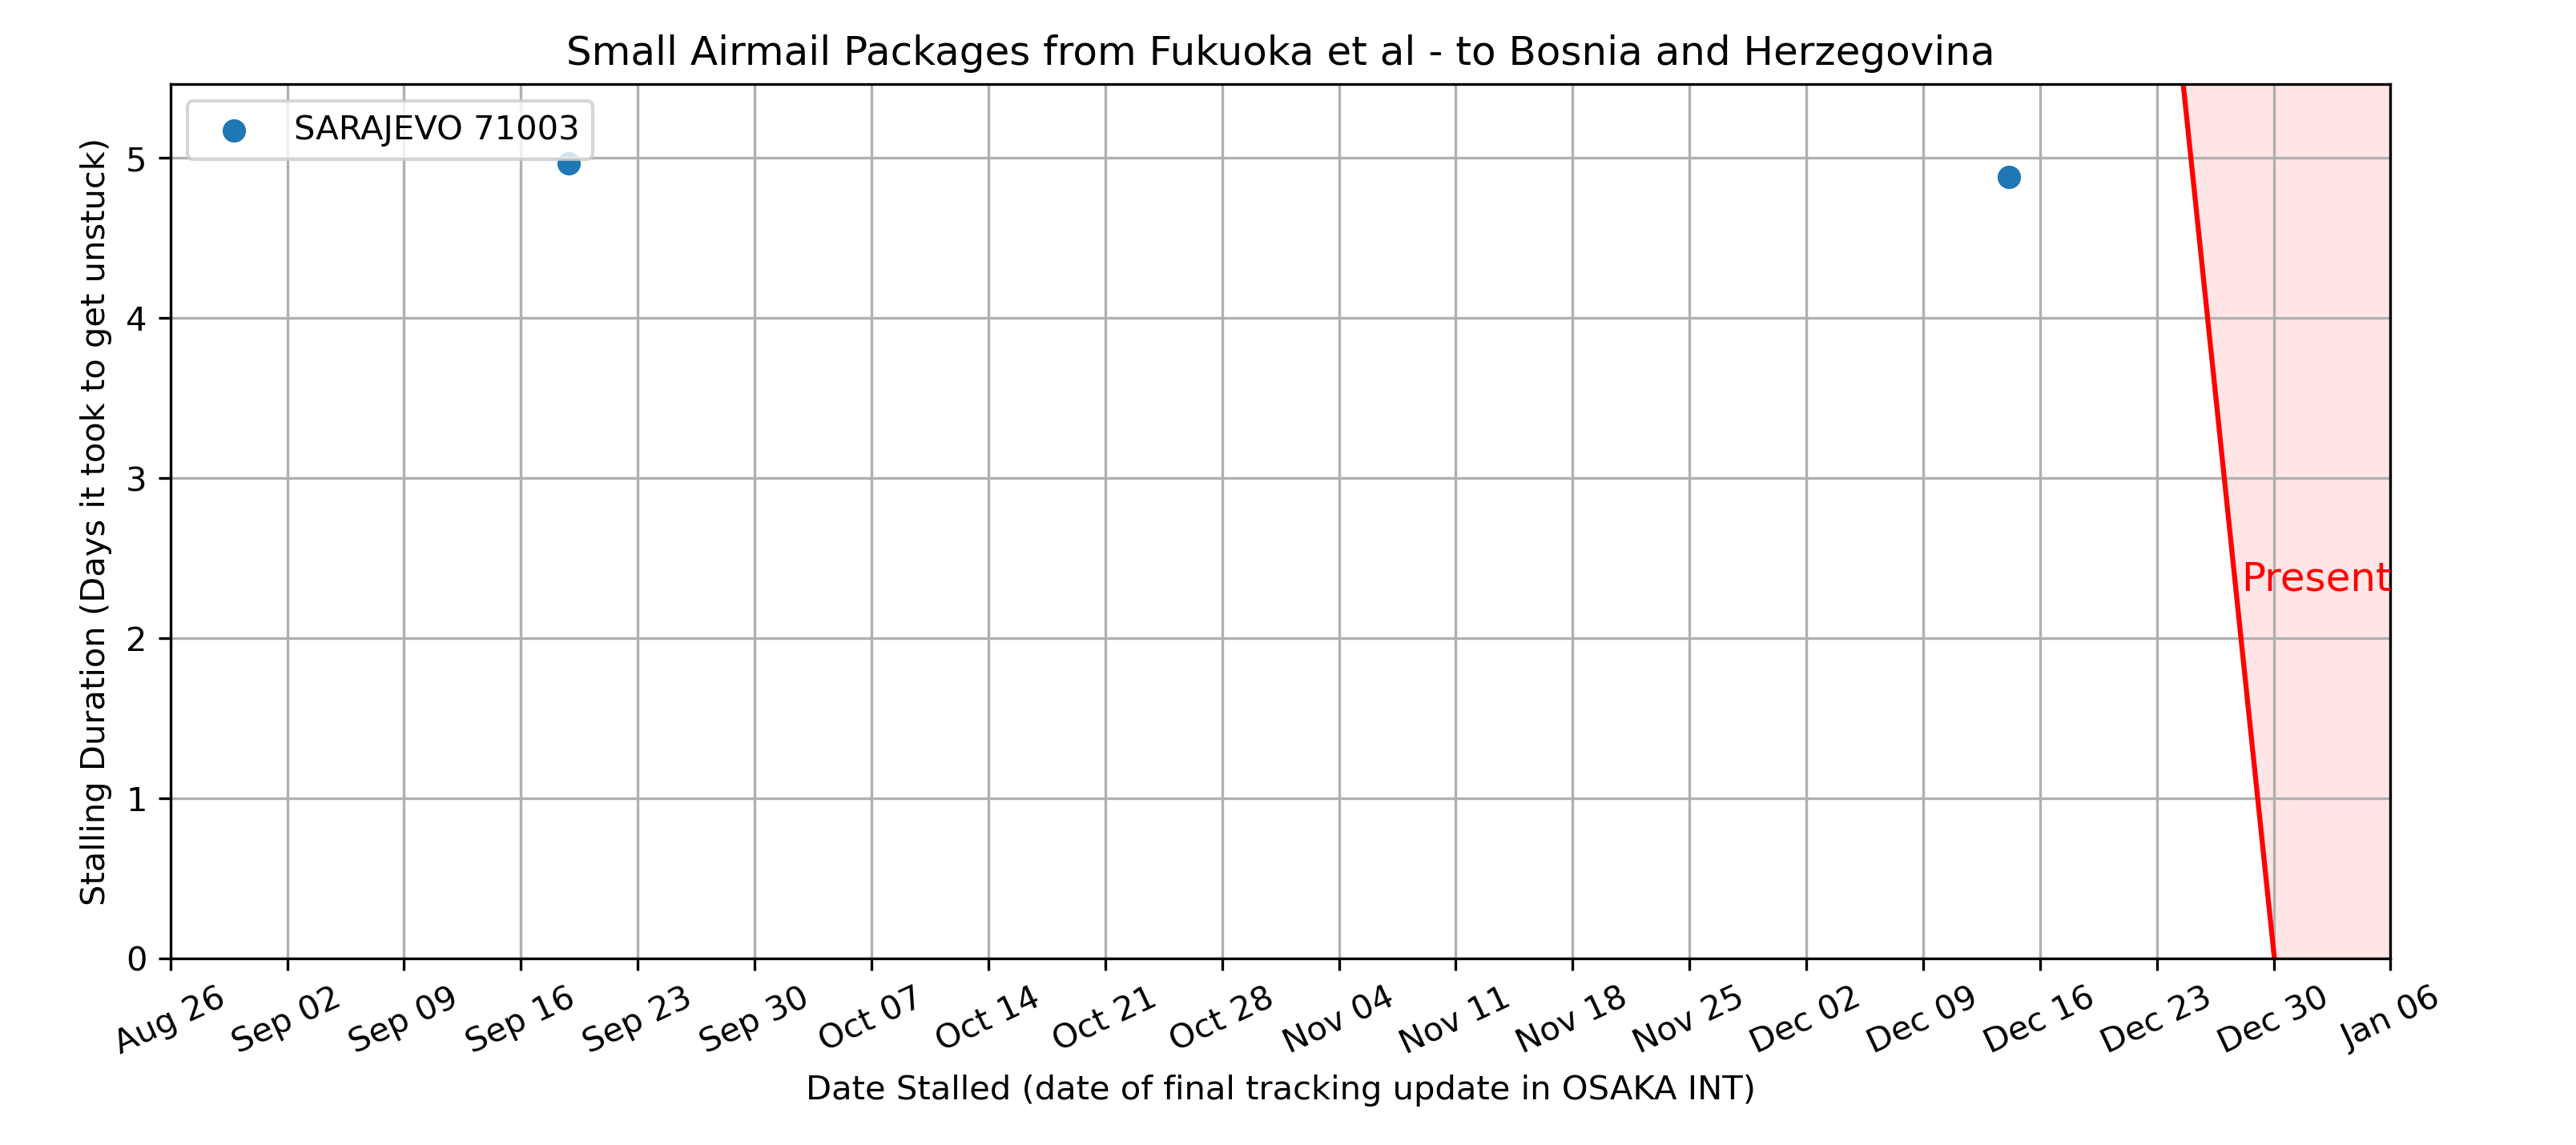 Small Airmail Packages from Fukuoka et al - to Bosnia and Herzegovina
SARAJEVO 71003
Stalling Duration (Days it took to get unstuck)
5
4
3
2
1
0
Present
Aug 26
Sep 02
Sep 09
Sep 16
Sep 23
Sep 30
Oct 07
Oct 14
Oct 21
Oct 28
Nov 04
Nov 11
Nov 18
Nov 25
Dec 02
Dec 09
Dec 16
Dec 23
Dec 30
Jan 06
Date Stalled (date of final tracking update in OSAKA INT)